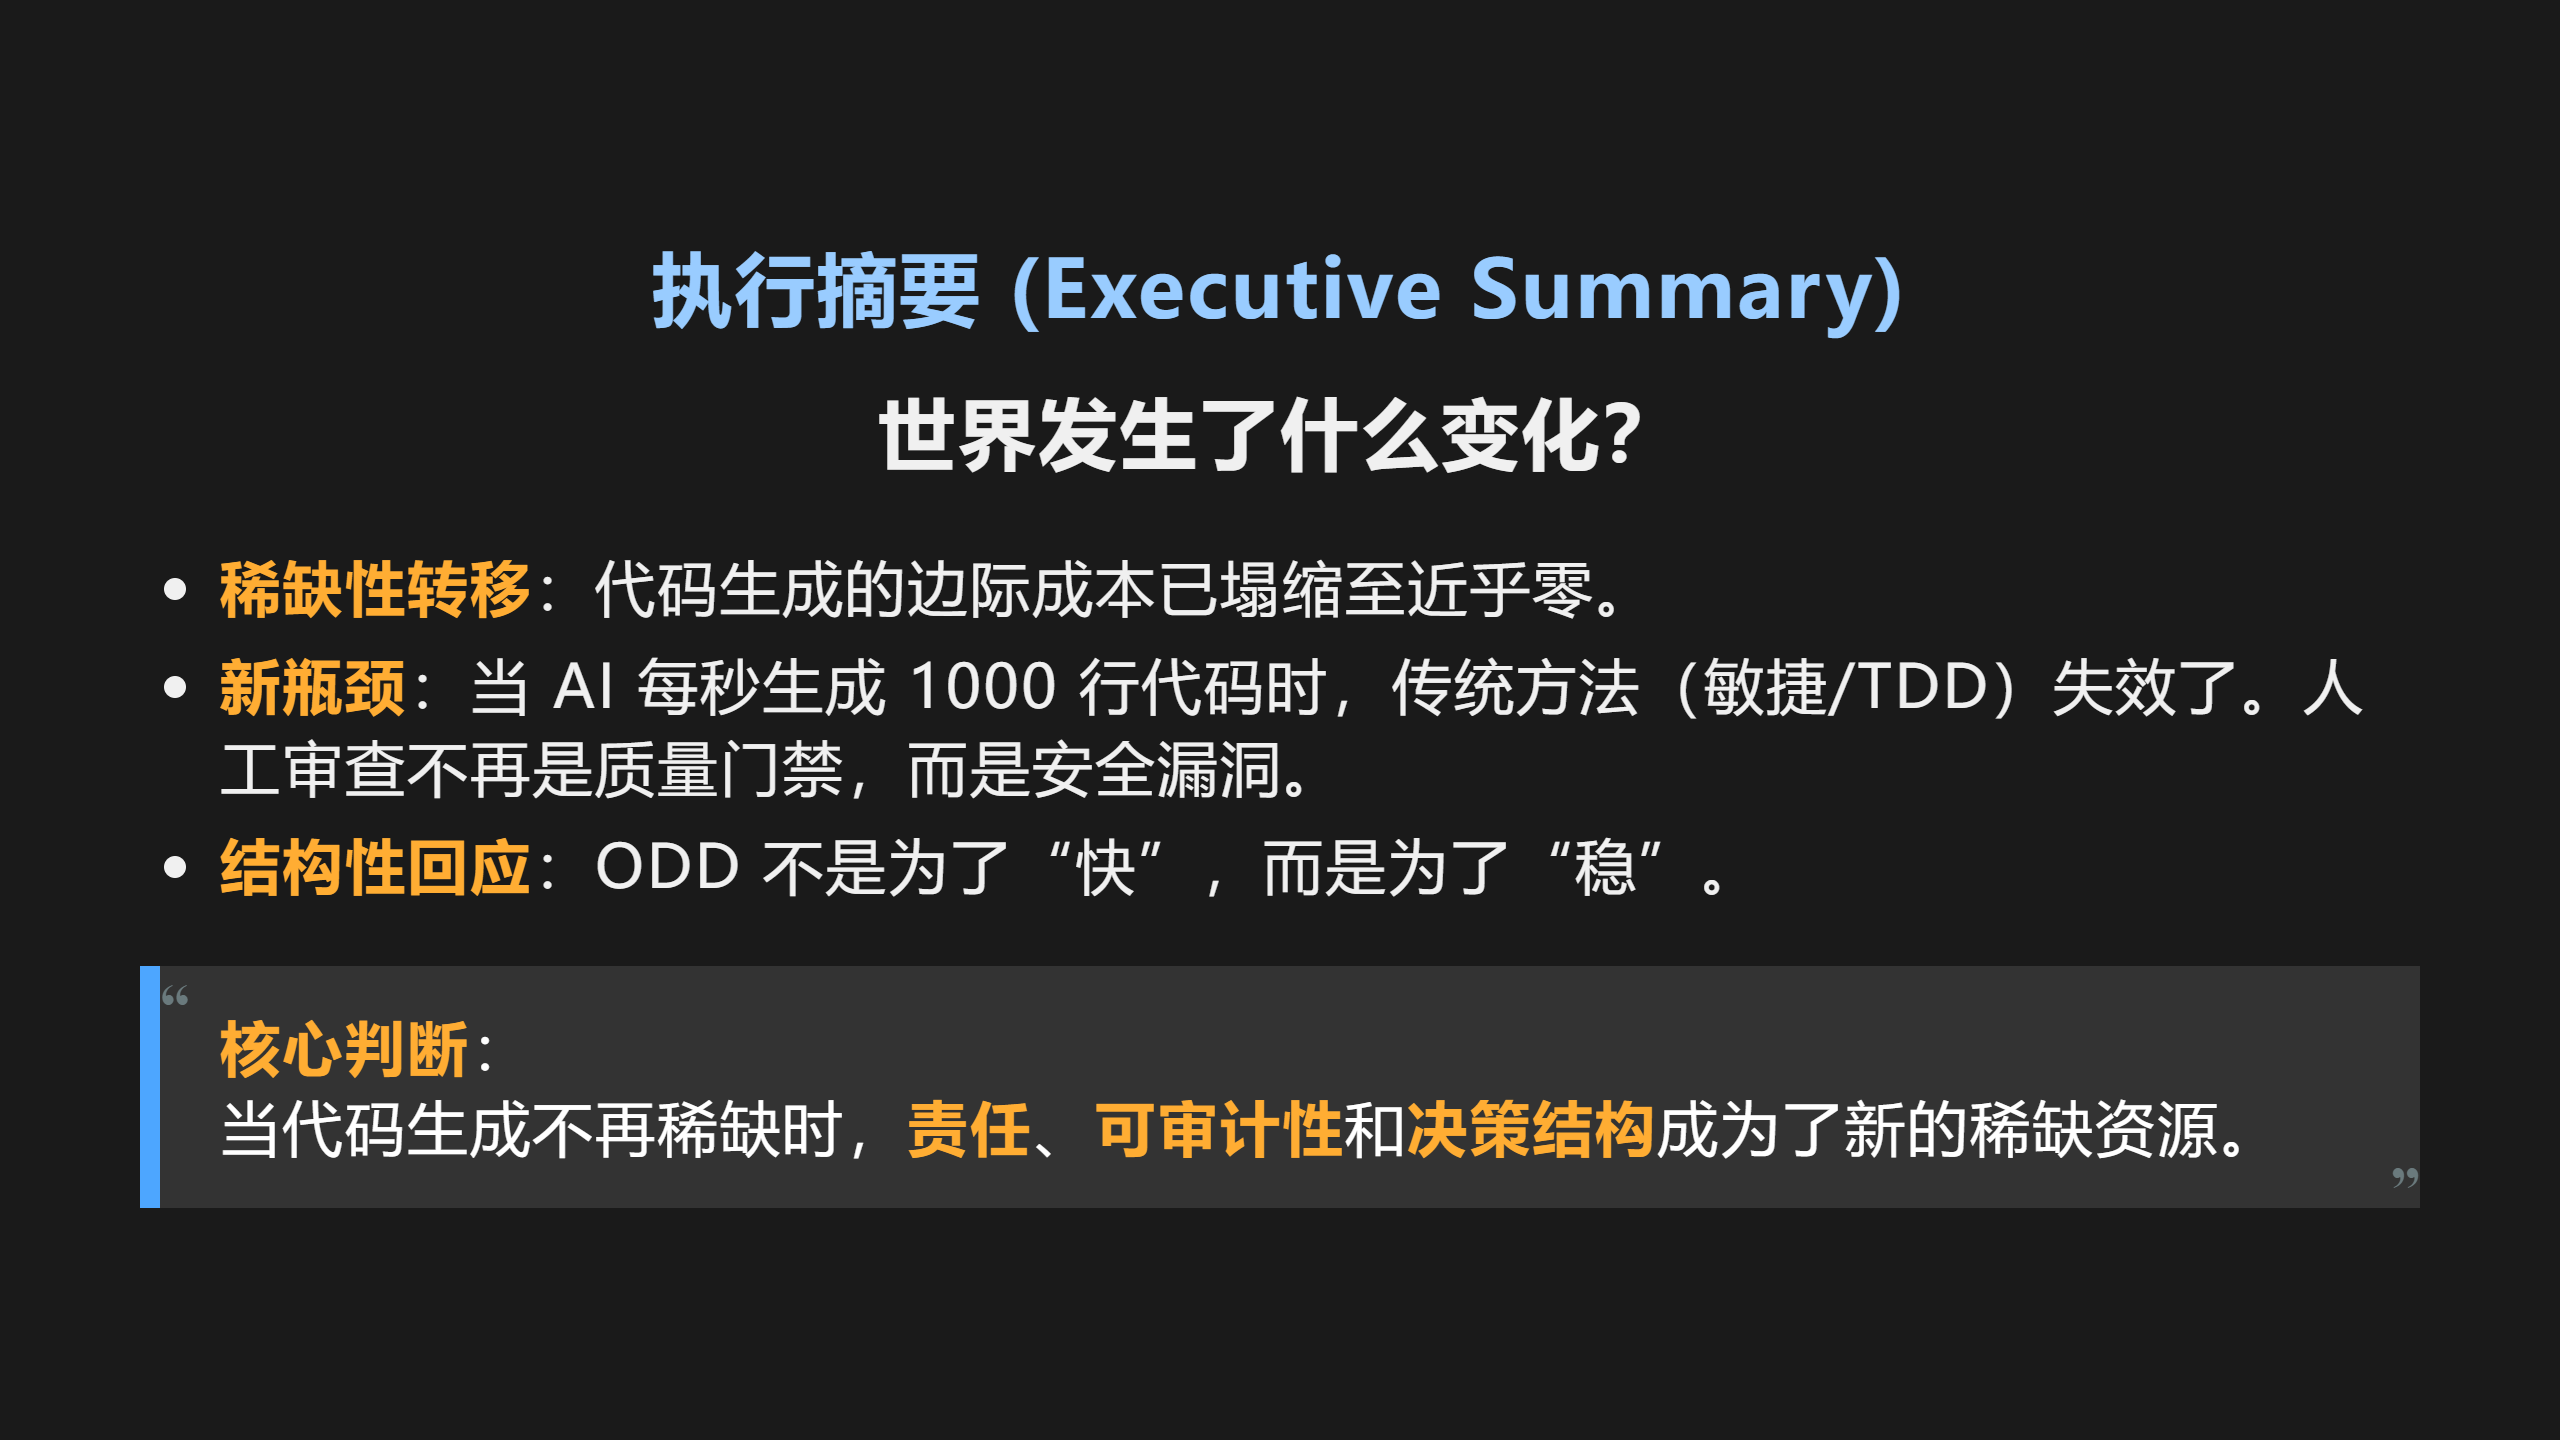 执行摘要 (Executive Summary)
世界发生了什么变化？
• 稀缺性转移：代码生成的边际成本已塌缩至近乎零。
• 新瓶颈：当 AI 每秒生成 1000 行代码时，传统方法（敏捷/TDD）失效了。人
工审查不再是质量门禁，而是安全漏洞。
• 结构性回应：ODD 不是为了“快”，而是为了“稳”。
“
核心判断：
当代码生成不再稀缺时，责任、可审计性和决策结构成为了新的稀缺资源。
”